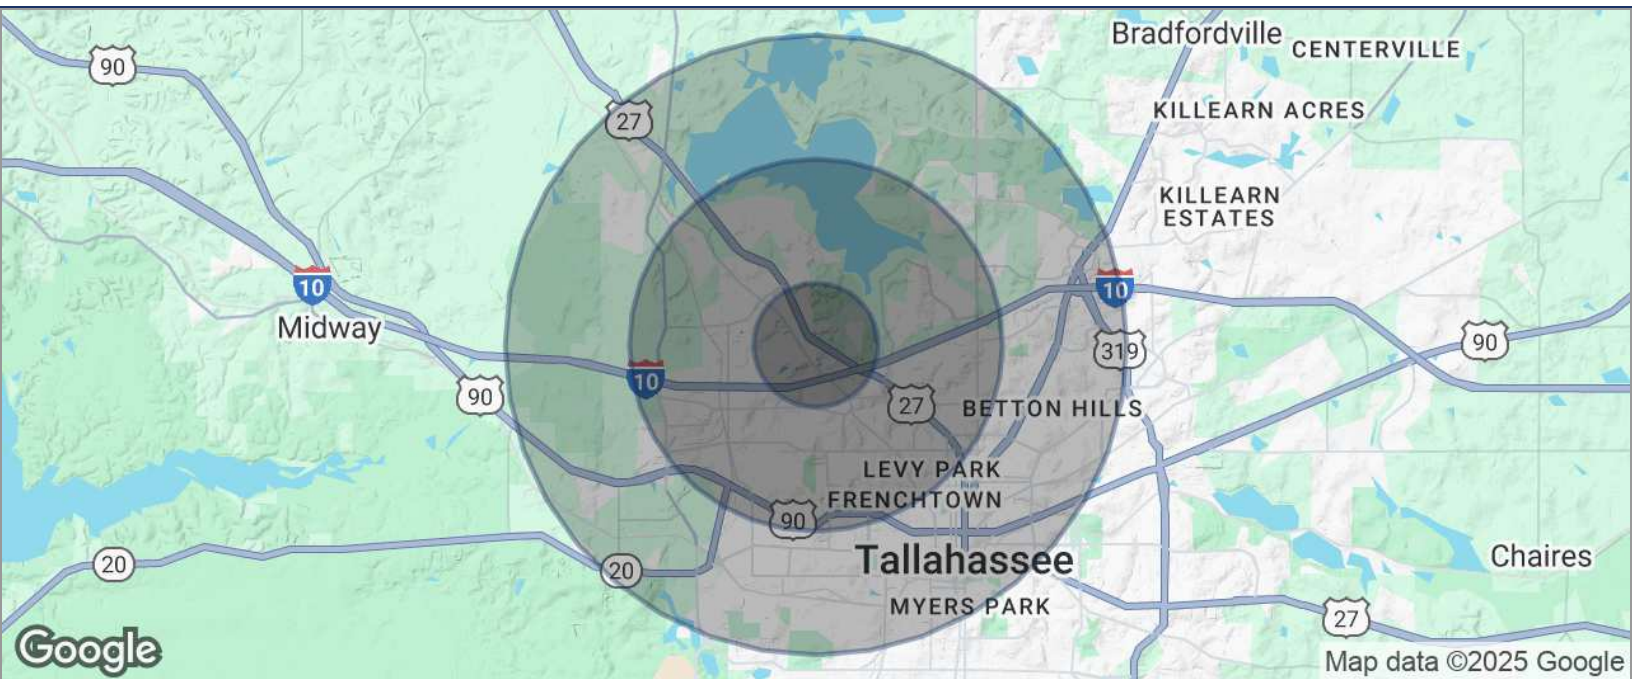 Bradfordville
CENTERVILLE
90
27
KILLEARN ACRES
KILLEARN
ESTATES
10
10
Midway
319
90
10
90
27
BETTON HILLS
LEVY PARK
FRENCHTOWN
90
Tallahassee
Chaires
20
20
MYERS PARK
27
Google
Map data ©2025 Google